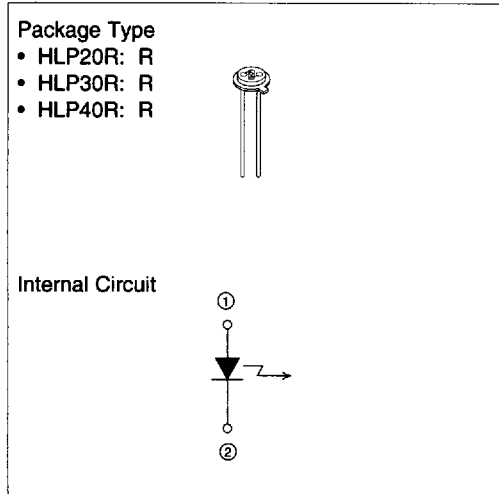 Package Type
• HLP20R: R
• HLP30R: R
• HLP40R: R
Internal Circuit
①
②